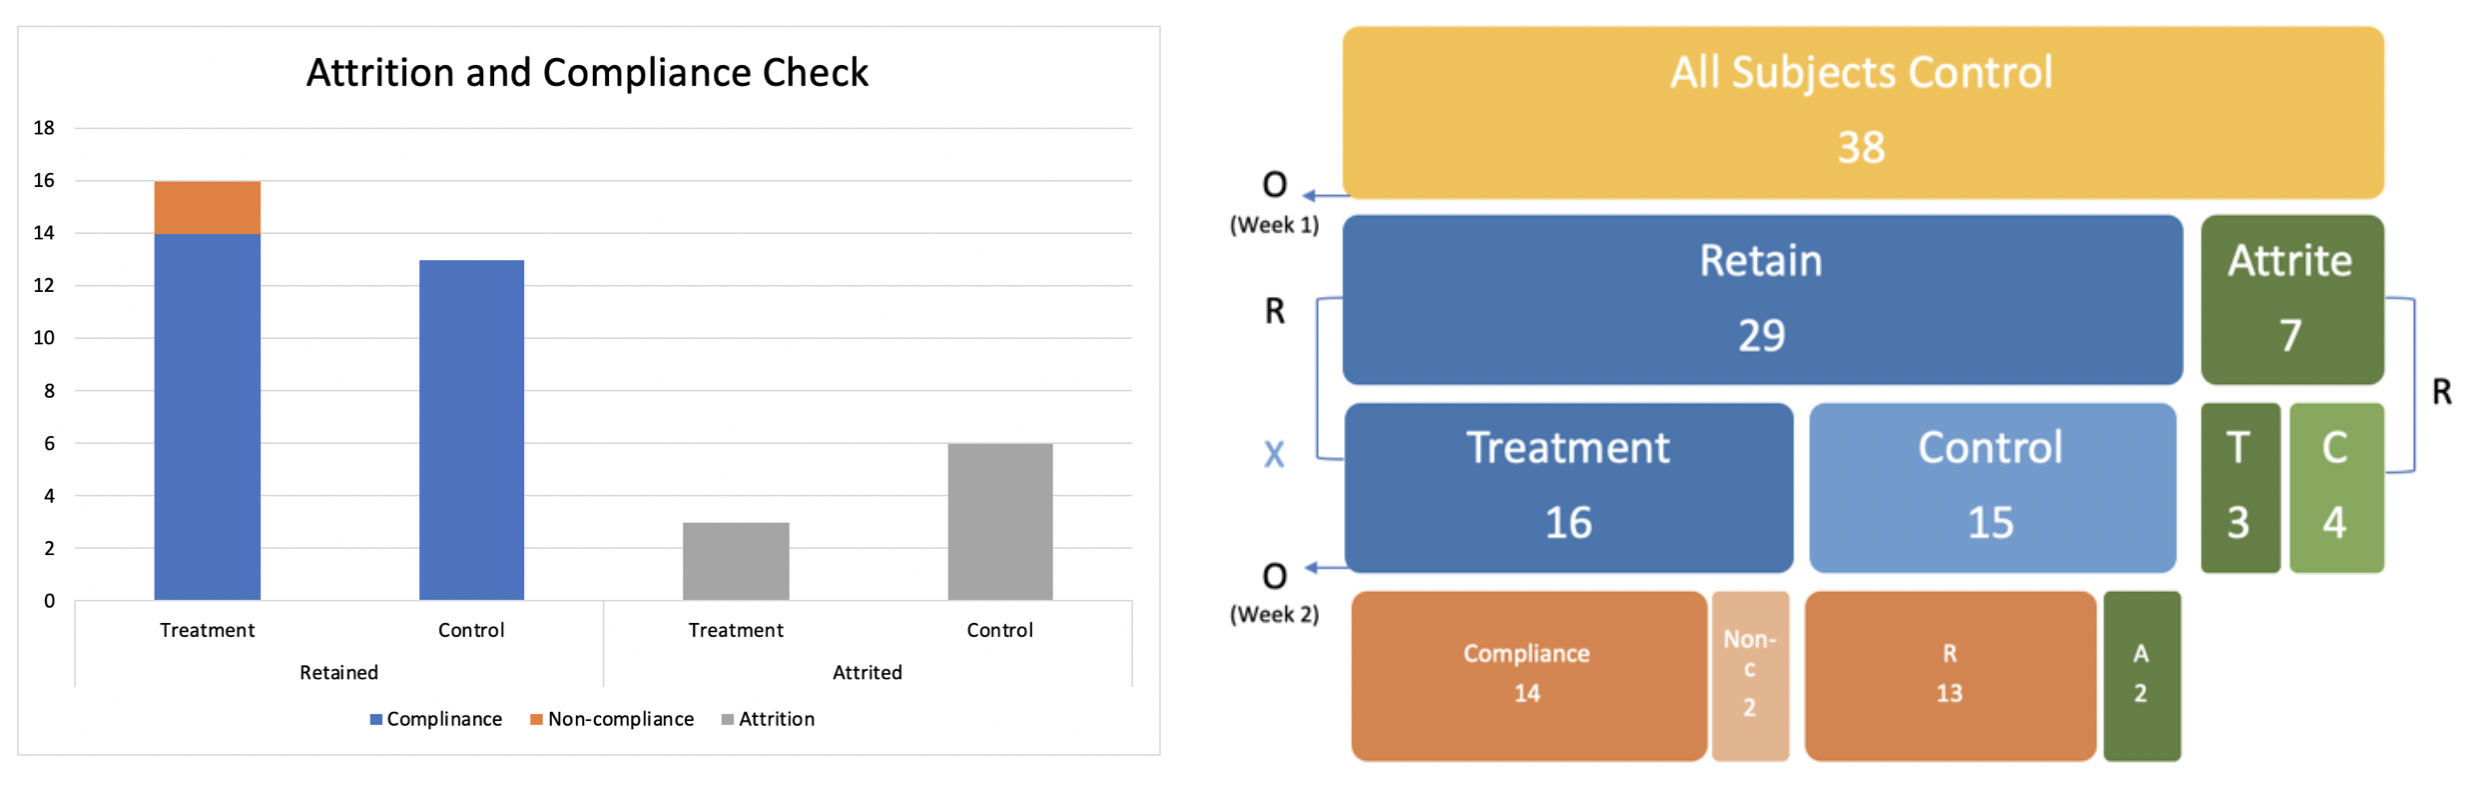 Attrition and Compliance Check
18
16
14
12
10
8
6
4
2
0
Treatment
Control
Treatment
Control
Retained
Attrited
Complinance
Non-compliance
Attrition
All Subjects Control
38
O
(Week 1)
Retain
29
Attrite
7
R
R
X
Treatment
16
Control
15
T
3
C
4
O
(Week 2)
Compliance
14
Non-
c
2
R
13
A
2